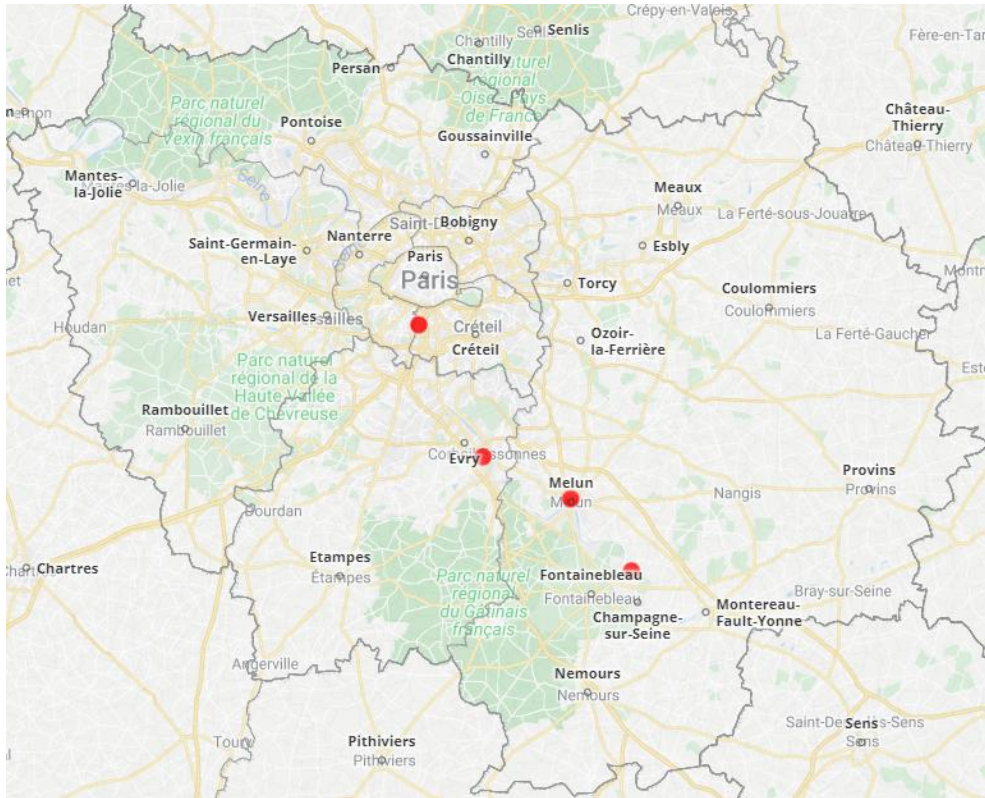 Crépy-en-Valois
Senlis
Chantilly
Chantilly
Fère-en-Tar
Persan
Parc naturel
régional
Oise-Pays
de France
Parc naturel
régional du
Vexin français
Pontoise
Goussainville
Château-
Thierry
Château-Thierry
Mantes-
la-Jolie
Seine
Meaux
Meaux
La Ferté-sous-Jouarre
Bobigny
Nanterre
Saint-Germain-
en-Laye
Esbly
Paris
Paris
Torcy
Coulommiers
Coulommiers
Versailles
Houdan
Créteil
Créteil
Ozoir-
la-Ferrière
La Ferté-Gaucher
Parc naturel
régional de la
Haute Vallée
de Chevreuse
Rambouillet
Rambouillet
Evry
Melun
Nangis
Provins
Provins
Dourdan
Etampes
Étampes
Chartres
Parc naturel
régional
du Gâtinais
français
Fontainebleau
Fontainebleau
Champagne-
sur-Seine
Montereau-
Fault-Yonne
Bray-sur-Seine
Angerville
Nemours
Nemours
Pithiviers
Pithiviers
Toury
Sens
Sens